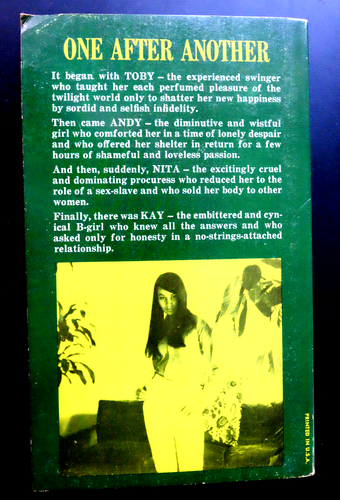 ONE AFTER ANOTHER
It began with TOBY — the experienced swinger
who taught her each perfumed pleasure of the
twilight world only to shatter her new happiness
by sordid and selfish infidelity.
Then came ANDY — the diminutive and wistful
girl who comforted her in a time of lonely despair
and who offered her shelter in return for a few
hours of shameful and loveless passion.
And then, suddenly, NITA — the excitingly cruel
and dominating procuress who reduced her to the
role of a sex-slave and who sold her body to other
women.
Finally, there was KAY — the embittered and cyn-
ical B-girl who knew all the answers and who
asked only for honesty in a no-strings-attached
relationship.
PRINTED IN U.S.A.